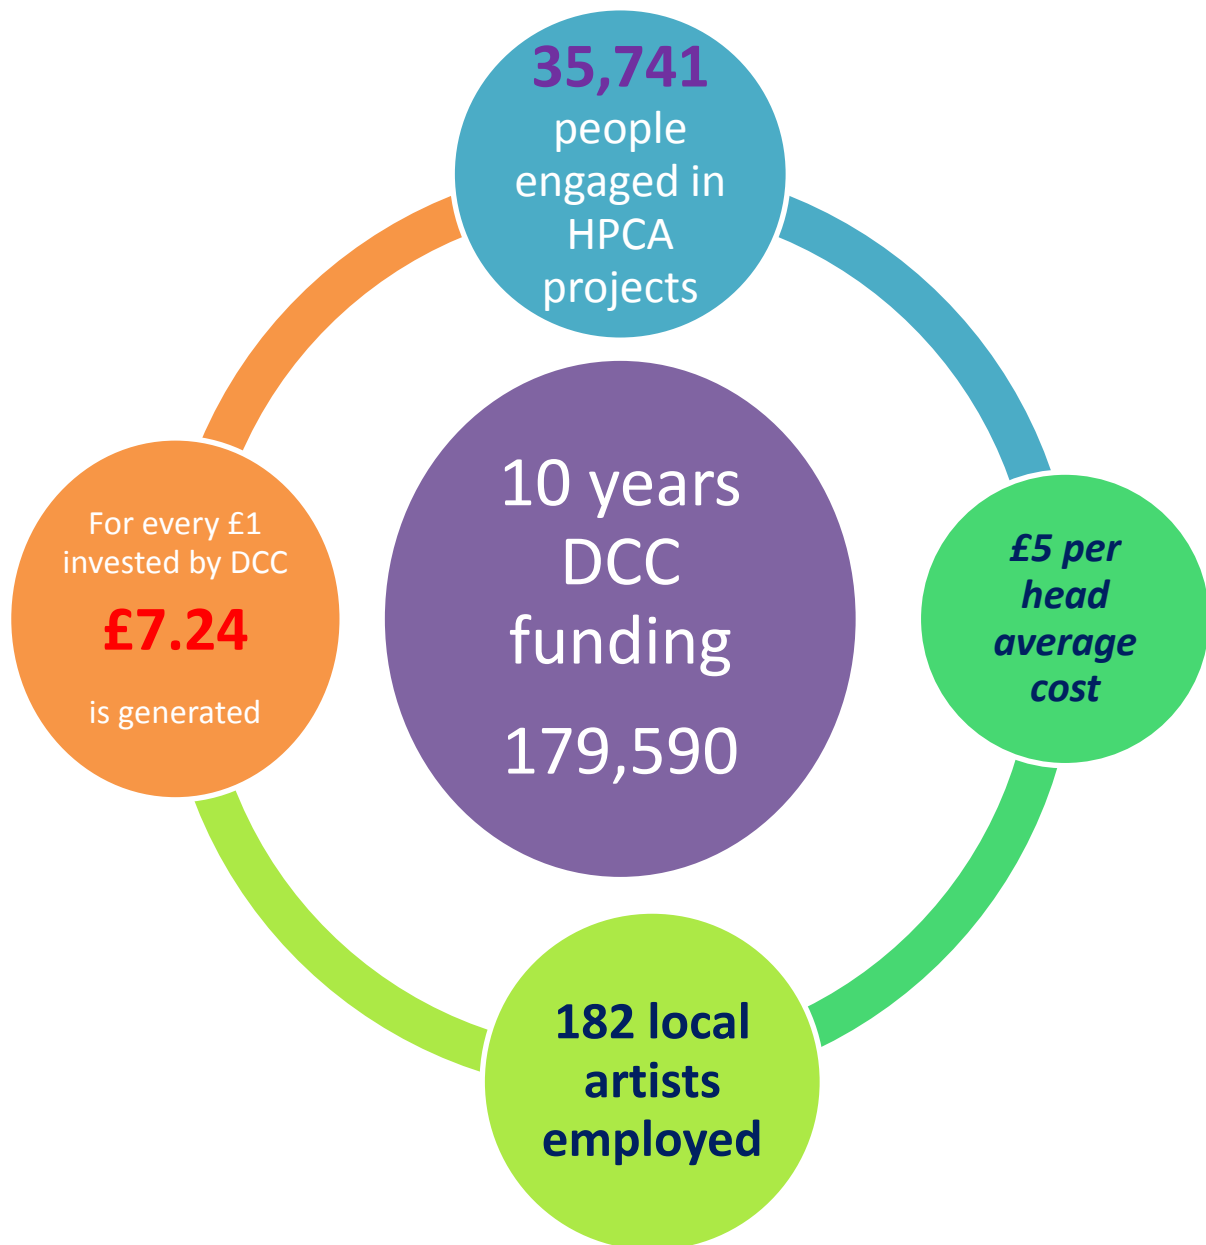 35,741
people
engaged in
HPCA
projects
For every £1
invested by DCC
£7.24
is generated
10 years
DCC
funding
179,590
£5 per
head
average
cost
182 local
artists
employed